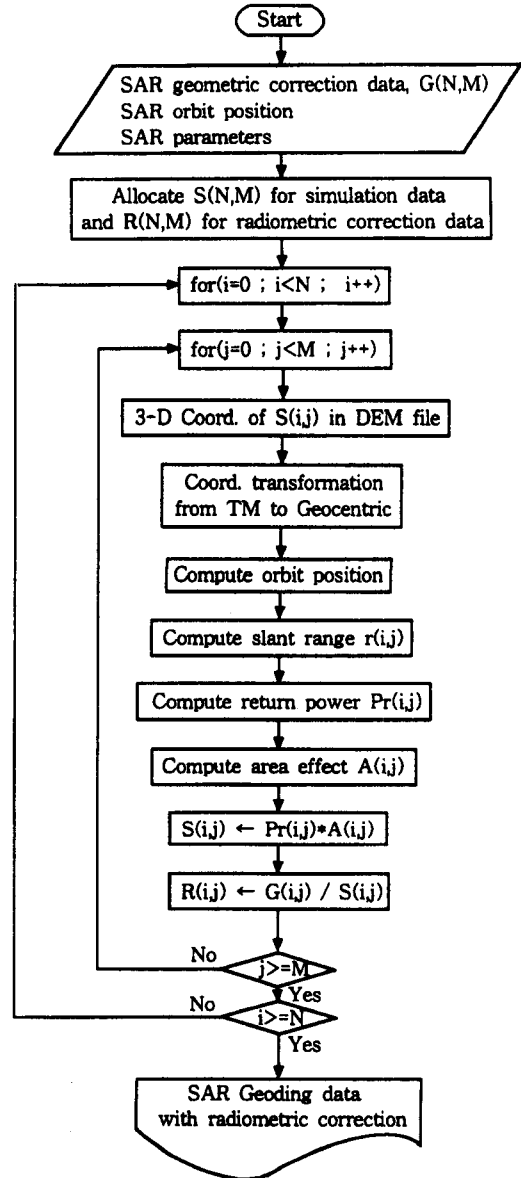 Start
SAR geometric correction data, G(N,M)
SAR orbit position
SAR parameters
Allocate S(N,M) for simulation data
and R(N,M) for radiometric correction data
for(i=0 ; i<N ; i++)
for(j=0 ; j<M ; j++)
3-D Coord. of S(i,j) in DEM file
Coord. transformation
from TM to Geocentric
Compute orbit position
Compute slant range r(i,j)
Compute return power Pr(i,j)
Compute area effect A(i,j)
S(i,j) ← Pr(i,j)*A(i,j)
R(i,j) ← G(i,j) / S(i,j)
No
j>=M
Yes
No
i>=N
Yes
SAR Geoding data
with radiometric correction